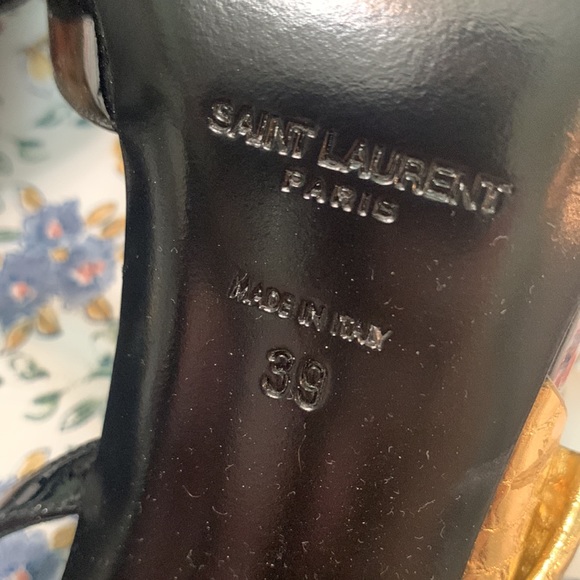 SAINT LAURENT
PARIS
MADE IN ITALY
39